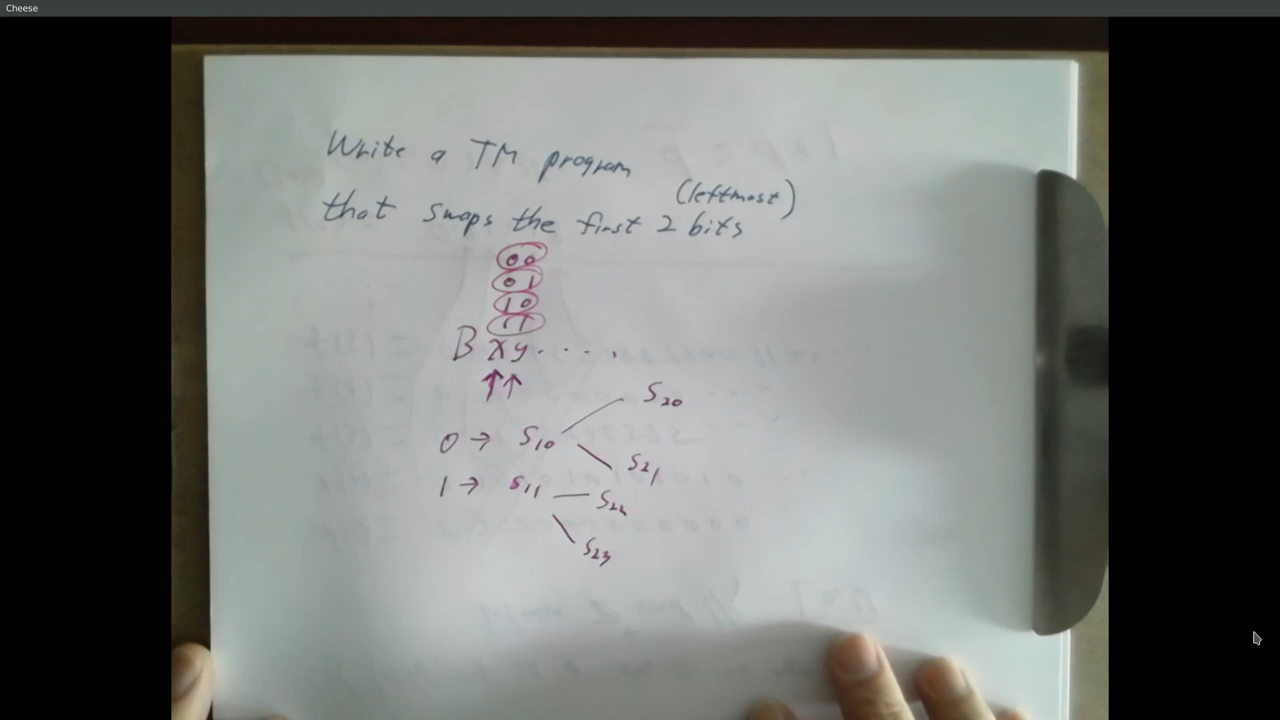 Cheese
Write a TM program
(leftmost)
that swaps the first 2 bits
00
01
10
11
B x y . . . .
↑ ↑
S20
0 → S10
S21
1 → S11
S22
S23